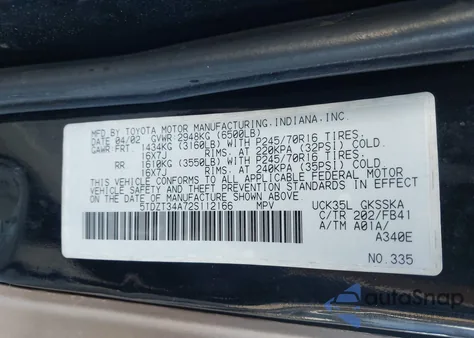 MFD. BY TOYOTA MOTOR MANUFACTURING, INDIANA, INC.
DATE 04/02 GVWR 2948KG (6500LB)
GAWR: FRT. 1434KG (3160LB) WITH P245/70R16 TIRES.
16X7J RIMS. AT 220KPA (32PSI) COLD.
RR 1610KG (3550LB) WITH P245/70R16 TIRES.
16X7J RIMS. AT 240KPA (35PSI) COLD.
THIS VEHICLE CONFORMS TO ALL APPLICABLE FEDERAL MOTOR
VEHICLE SAFETY AND THEFT PREVENTION STANDARDS IN
EFFECT ON THE DATE OF MANUFACTURE SHOWN ABOVE.
5TDZT34A72S112166 MPV UCK35L GKSSKA
C/TR 202/FB41
A/TM A01A/
A340E
NO.335
AutoSnap